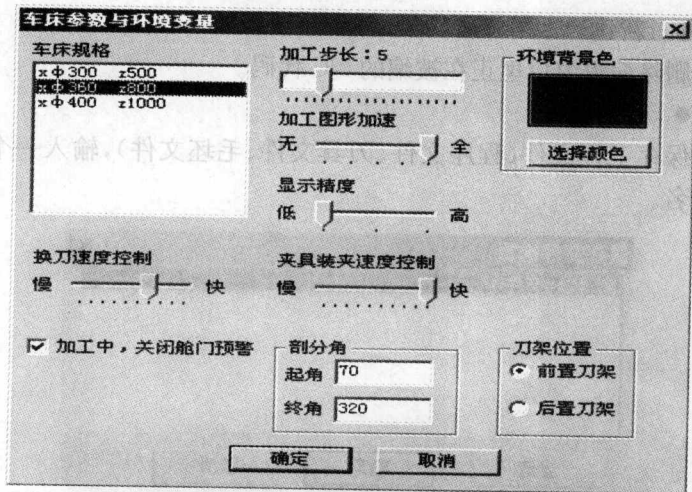 车床参数与环境变量
车床规格
xφ300 z500
xφ360 z800
xφ400 z1000
加工步长：5
加工图形加速
无 全
显示精度
低 高
环境背景色
选择颜色
换刀速度控制
慢 快
夹具装夹速度控制
慢 快
加工中，关闭舱门预警
剖分角
起角 70
终角 320
刀架位置
前置刀架
后置刀架
确定 取消